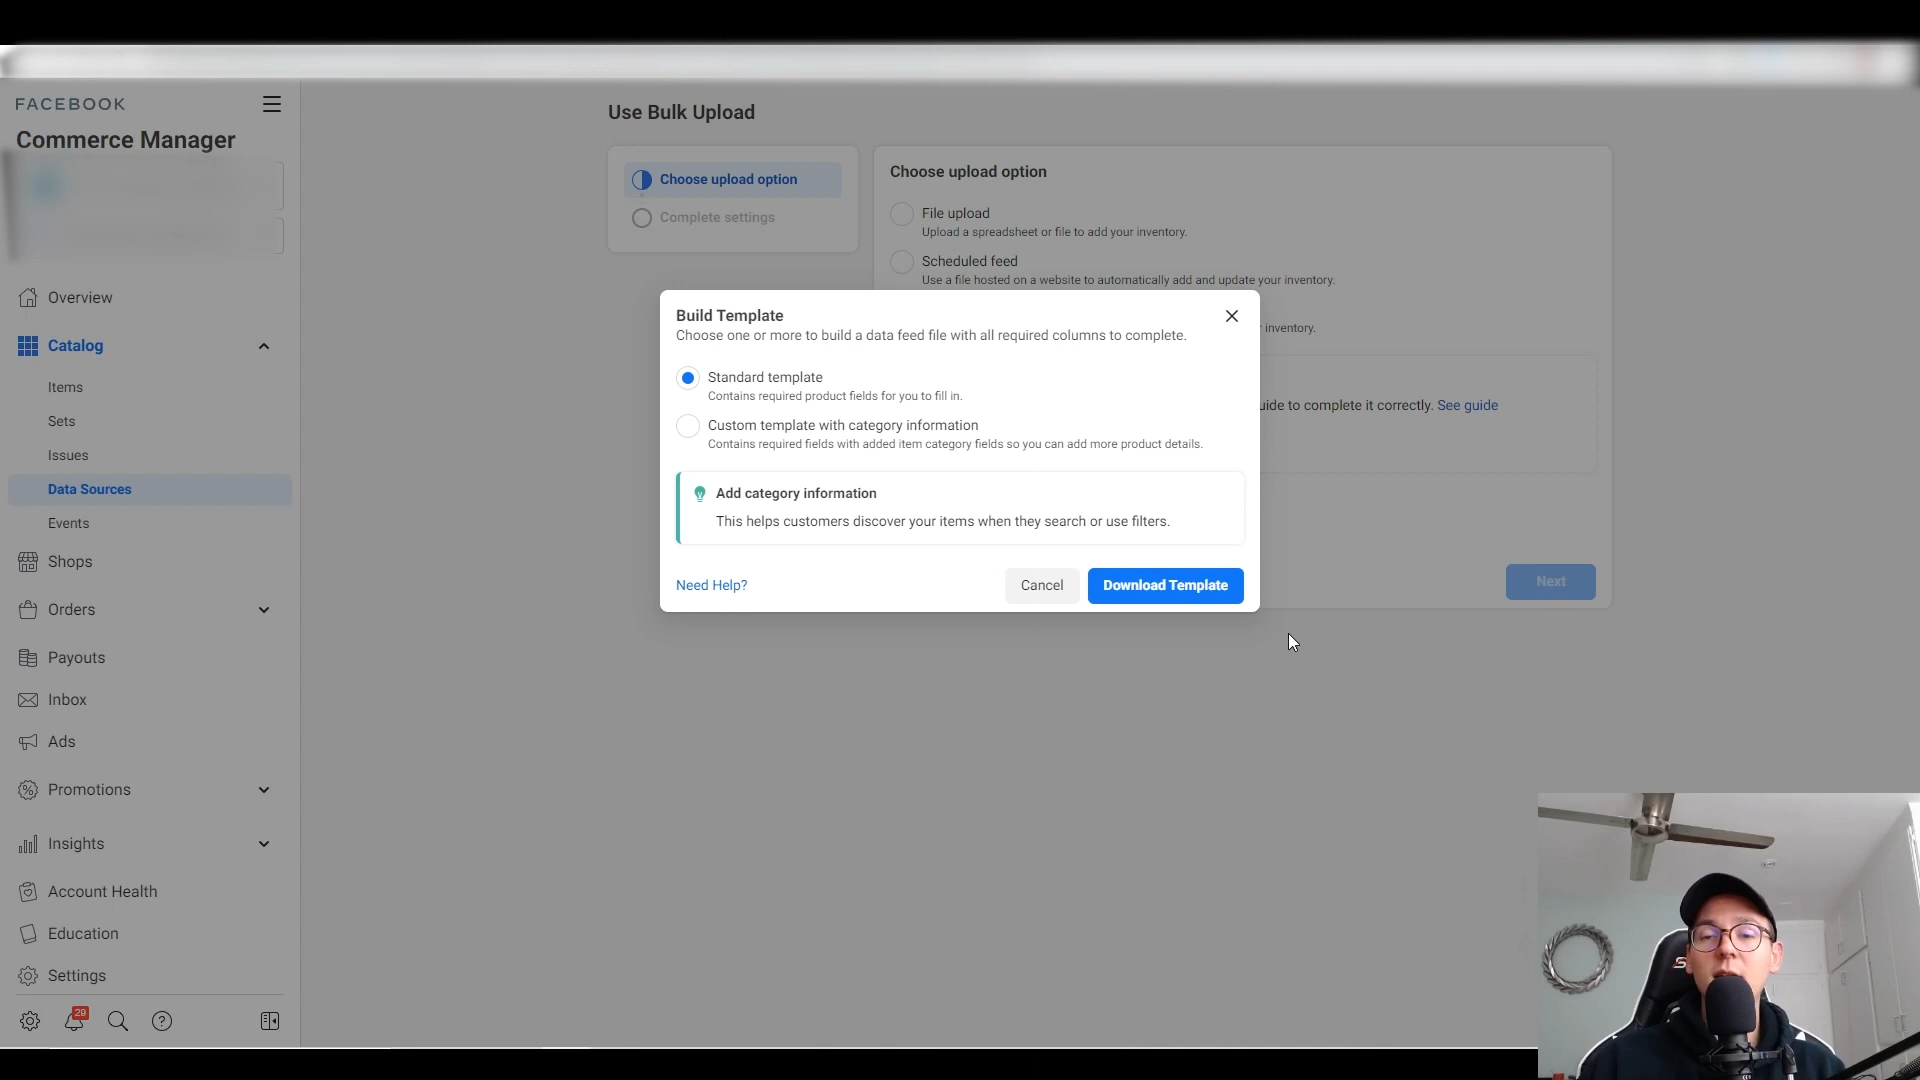 FACEBOOK
Commerce Manager
Overview
Catalog
Items
Sets
Issues
Data Sources
Events
Shops
Orders
Payouts
Inbox
Ads
Promotions
Insights
Account Health
Education
Settings
29
Use Bulk Upload
Choose upload option
Complete settings
Choose upload option
File upload
Upload a spreadsheet or file to add your inventory.
Scheduled feed
Use a file hosted on a website to automatically add and update your inventory.
inventory.
to complete it correctly. See guide
Next
Build Template
Choose one or more to build a data feed file with all required columns to complete.
Standard template
Contains required product fields for you to fill in.
Custom template with category information
Contains required fields with added item category fields so you can add more product details.
Add category information
This helps customers discover your items when they search or use filters.
Need Help?
Cancel
Download Template